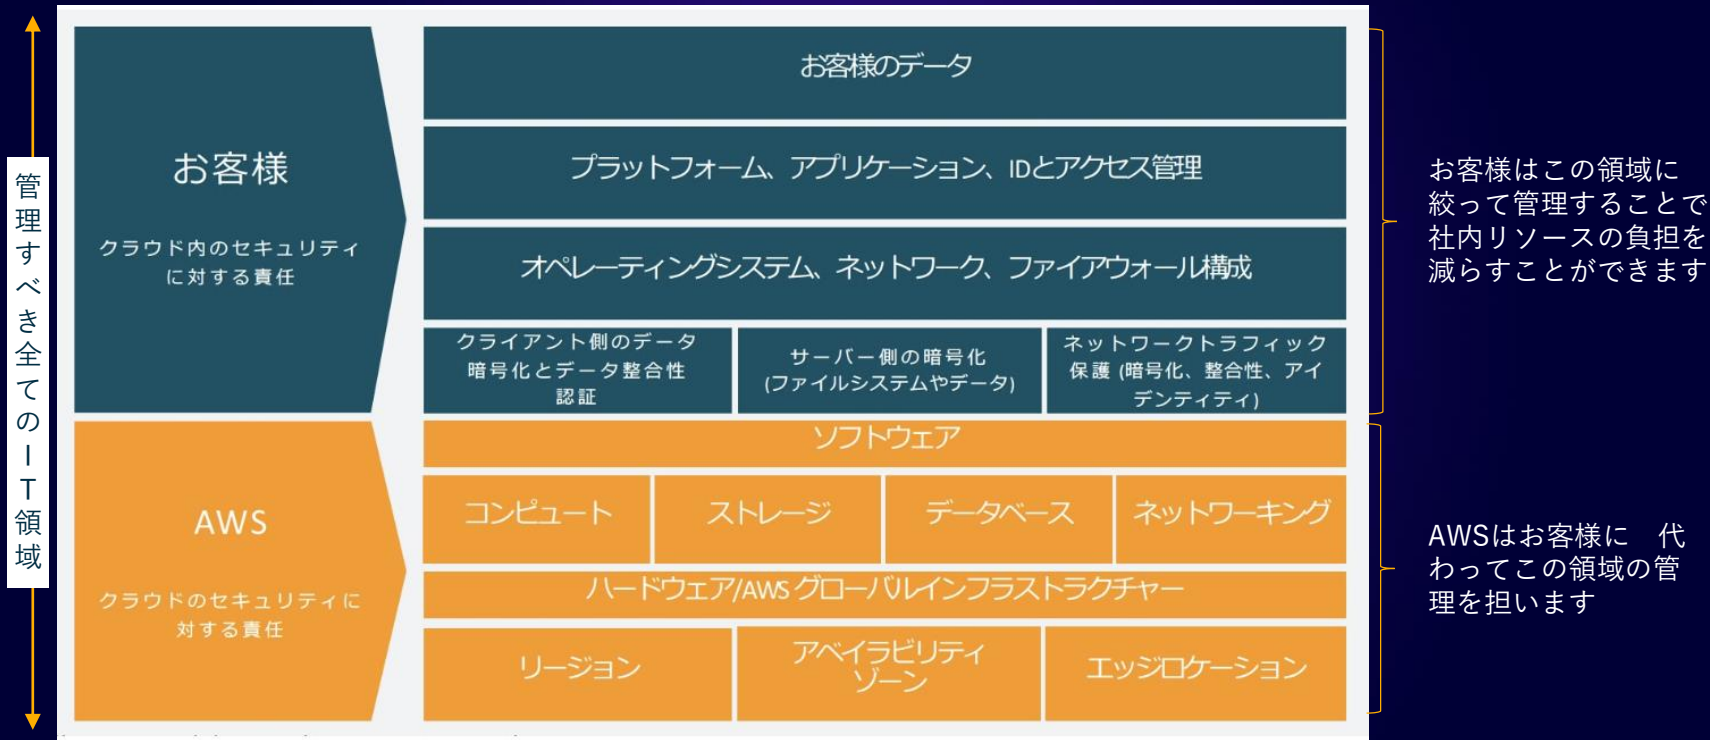 管理すべき全てのIT領域
お客様
クラウド内のセキュリティ
に対する責任
お客様のデータ
プラットフォーム、アプリケーション、IDとアクセス管理
オペレーティングシステム、ネットワーク、ファイアウォール構成
クライアント側のデータ
暗号化とデータ整合性
認証
サーバー側の暗号化
(ファイルシステムやデータ)
ネットワークトラフィック
保護 (暗号化、整合性、アイ
デンティティ)
お客様はこの領域に
絞って管理することで
社内リソースの負担を
減らすことができます
AWS
クラウドのセキュリティに
対する責任
ソフトウェア
コンピュート
ストレージ
データベース
ネットワーキング
ハードウェア/AWS グローバルインフラストラクチャー
リージョン
アベイラビリティ
ゾーン
エッジロケーション
AWSはお客様に　代
わってこの領域の管
理を担います